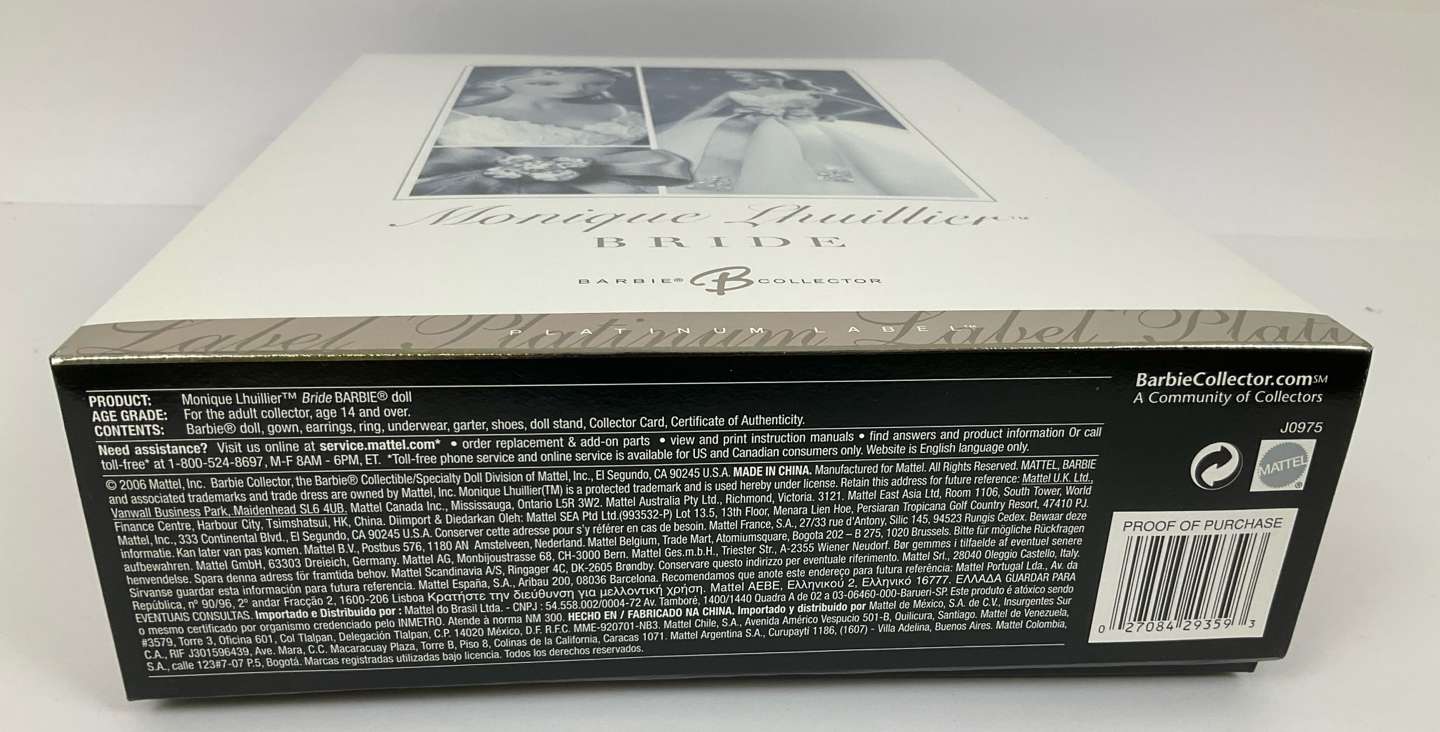 Monique Lhuillier™
BRIDE
BARBIE® B COLLECTOR
Label Platinum Label Plati
PLATINUM LABEL™
BarbieCollector.com℠
A Community of Collectors
J0975
MATTEL®
PROOF OF PURCHASE
0 27084 29359 3
PRODUCT: Monique Lhuillier™ Bride BARBIE® doll
AGE GRADE: For the adult collector, age 14 and over.
CONTENTS: Barbie® doll, gown, earrings, ring, underwear, garter, shoes, doll stand, Collector Card, Certificate of Authenticity.
Need assistance? Visit us online at service.mattel.com* • order replacement & add-on parts • view and print instruction manuals • find answers and product information Or call
toll-free* at 1-800-524-8697, M-F 8AM - 6PM, ET. *Toll-free phone service and online service is available for US and Canadian consumers only. Website is English language only.
© 2006 Mattel, Inc. Barbie Collector, the Barbie® Collectible/Specialty Doll Division of Mattel, Inc., El Segundo, CA 90245 U.S.A. MADE IN CHINA. Manufactured for Mattel. All Rights Reserved. MATTEL, BARBIE
and associated trademarks and trade dress are owned by Mattel, Inc. Monique Lhuillier(TM) is a protected trademark and is used hereby under license. Retain this address for future reference: Mattel U.K. Ltd.,
Vanwall Business Park, Maidenhead SL6 4UB. Mattel Canada Inc., Mississauga, Ontario L5R 3W2. Mattel Australia Pty Ltd., Richmond, Victoria. 3121. Mattel East Asia Ltd, Room 1106, South Tower, World
Finance Centre, Harbour City, Tsimshatsui, HK, China. Diimport & Diedarkan Oleh: Mattel SEA Ptd Ltd.(993532-P) Lot 13.5, 13th Floor, Menara Lien Hoe, Persiaran Tropicana Golf Country Resort, 47410 PJ.
Mattel, Inc., 333 Continental Blvd., El Segundo, CA 90245 U.S.A. Conserver cette adresse pour s'y référer en cas de besoin. Mattel France, S.A., 27/33 rue d'Antony, Silic 145, 94523 Rungis Cedex. Bewaar deze
informatie. Kan later van pas komen. Mattel B.V., Postbus 576, 1180 AN Amstelveen, Nederland. Mattel Belgium, Trade Mart, Atomiumsquare, Bogota 202 – B 275, 1020 Brussels. Bitte für mögliche Rückfragen
aufbewahren. Mattel GmbH, 63303 Dreieich, Germany. Mattel AG, Monbijoustrasse 68, CH-3000 Bern. Mattel Ges.m.b.H., Triester Str., A-2355 Wiener Neudorf. Bør gemmes i tilfaelde af eventuel senere
henvendelse. Spara denna adress för framtida behov. Mattel Scandinavia A/S, Ringager 4C, DK-2605 Brøndby. Conservare questo indirizzo per eventuale riferimento. Mattel Srl., 28040 Oleggio Castello, Italy.
Sirvanse guardar esta información para futura referencia. Mattel España, S.A., Aribau 200, 08036 Barcelona. Recomendamos que anote este endereço para futura referência: Mattel Portugal Lda., Av. da
República, nº 90/96, 2º andar Fracção 2, 1600-206 Lisboa Κρατήστε την διεύθυνση για μελλοντική χρήση. Mattel AEBE, Ελληνικού 2, Ελληνικό 16777. ΕΛΛΑΔΑ GUARDAR PARA
EVENTUAIS CONSULTAS. Importado e Distribuido por : Mattel do Brasil Ltda. - CNPJ : 54.558.002/0004-72 Av. Tamboré, 1400/1440 Quadra A de 02 a 03-06460-000-Barueri-SP. Este produto é atóxico sendo
o mesmo certificado por organismo credenciado pelo INMETRO. Atende à norma NM 300. HECHO EN / FABRICADO NA CHINA. Importado y distribuido por Mattel de México, S.A. de C.V., Insurgentes Sur
#3579, Torre 3, Oficina 601, Col Tlalpan, Delegación Tlalpan, C.P. 14020 México, D.F. R.F.C. MME-920701-NB3. Mattel Chile, S.A., Avenida Américo Vespucio 501-B, Quilicura, Santiago. Mattel de Venezuela,
C.A., RIF J301596439, Ave. Mara, C.C. Macaracuay Plaza, Torre B, Piso 8, Colinas de la California, Caracas 1071. Mattel Argentina S.A., Curupaytí 1186, (1607) - Villa Adelina, Buenos Aires. Mattel Colombia,
S.A., calle 123#7-07 P.5, Bogotá. Marcas registradas utilizadas bajo licencia. Todos los derechos reservados.